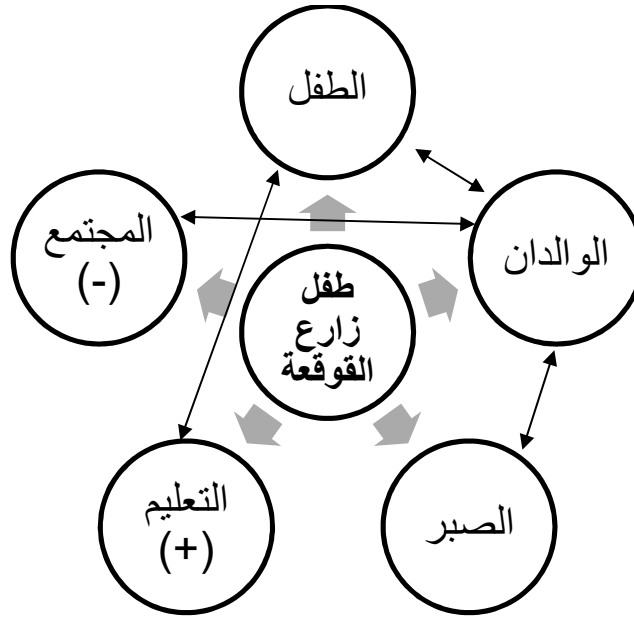 الطفل
المجتمع
(-)
الوالدان
طفل
زارع
القوقعة
التعليم
(+)
الصبر